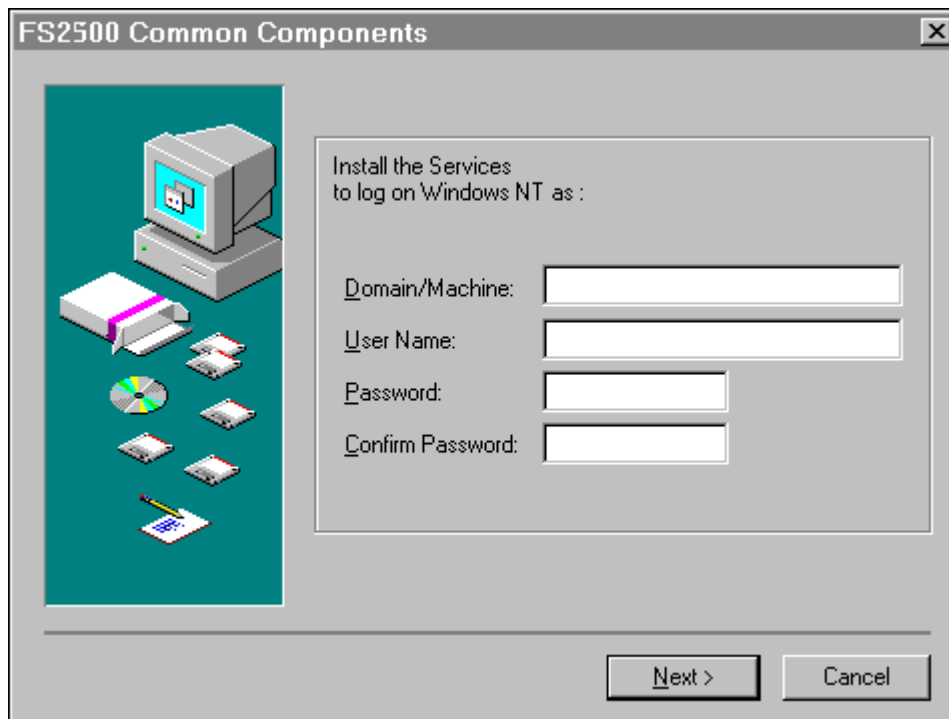 FS2500 Common Components
Install the Services
to log on Windows NT as :
Domain/Machine:
User Name:
Password:
Confirm Password:
Next >
Cancel